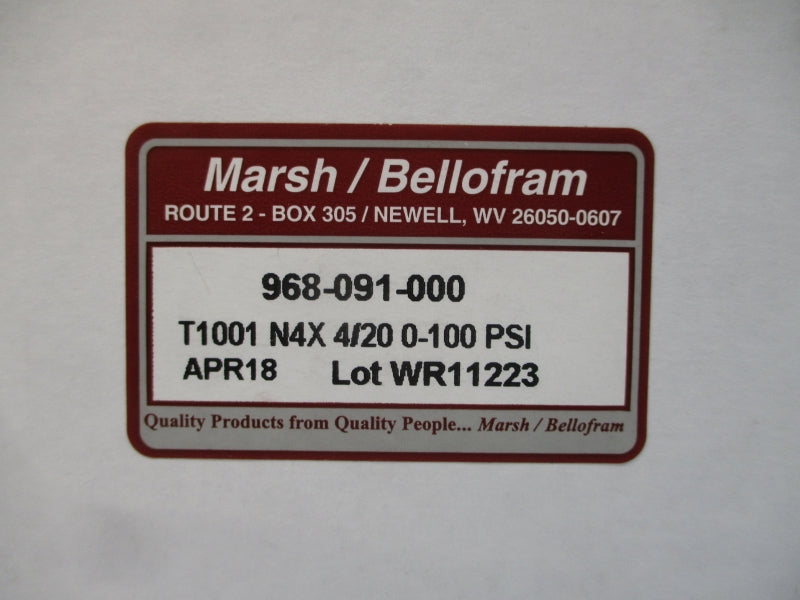 Marsh / Bellofram
ROUTE 2 - BOX 305 / NEWELL, WV 26050-0607
968-091-000
T1001 N4X 4/20 0-100 PSI
APR18 Lot WR11223
Quality Products from Quality People... Marsh / Bellofram